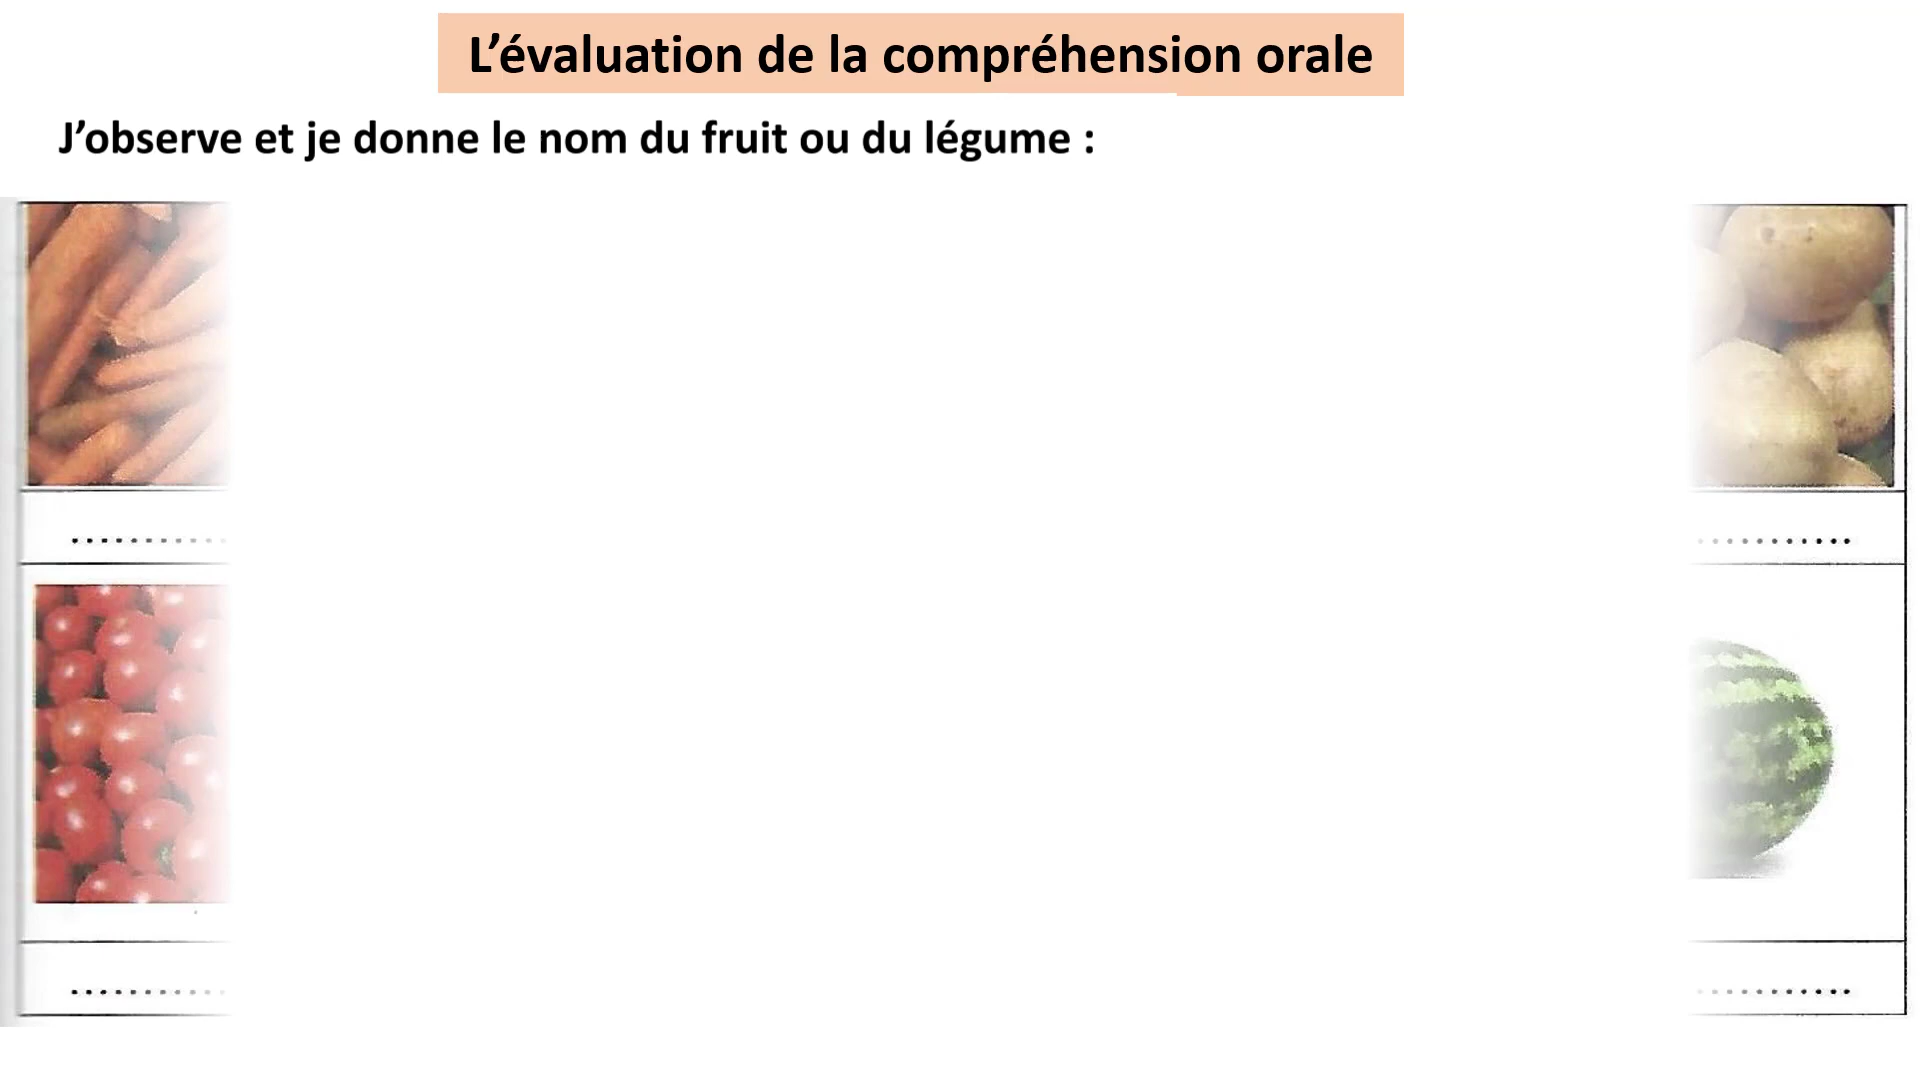 L’évaluation de la compréhension orale
J’observe et je donne le nom du fruit ou du légume :